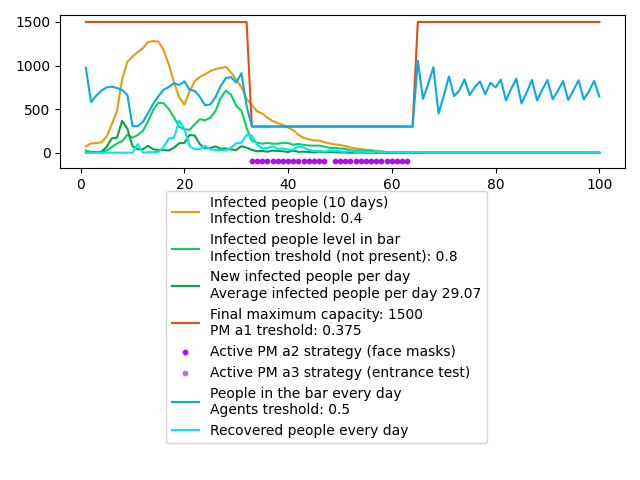 1500
1000
500
0
0 20 40 60 80 100
Infected people (10 days)
Infection treshold: 0.4
Infected people level in bar
Infection treshold (not present): 0.8
New infected people per day
Average infected people per day 29.07
Final maximum capacity: 1500
PM a1 treshold: 0.375
Active PM a2 strategy (face masks)
Active PM a3 strategy (entrance test)
People in the bar every day
Agents treshold: 0.5
Recovered people every day